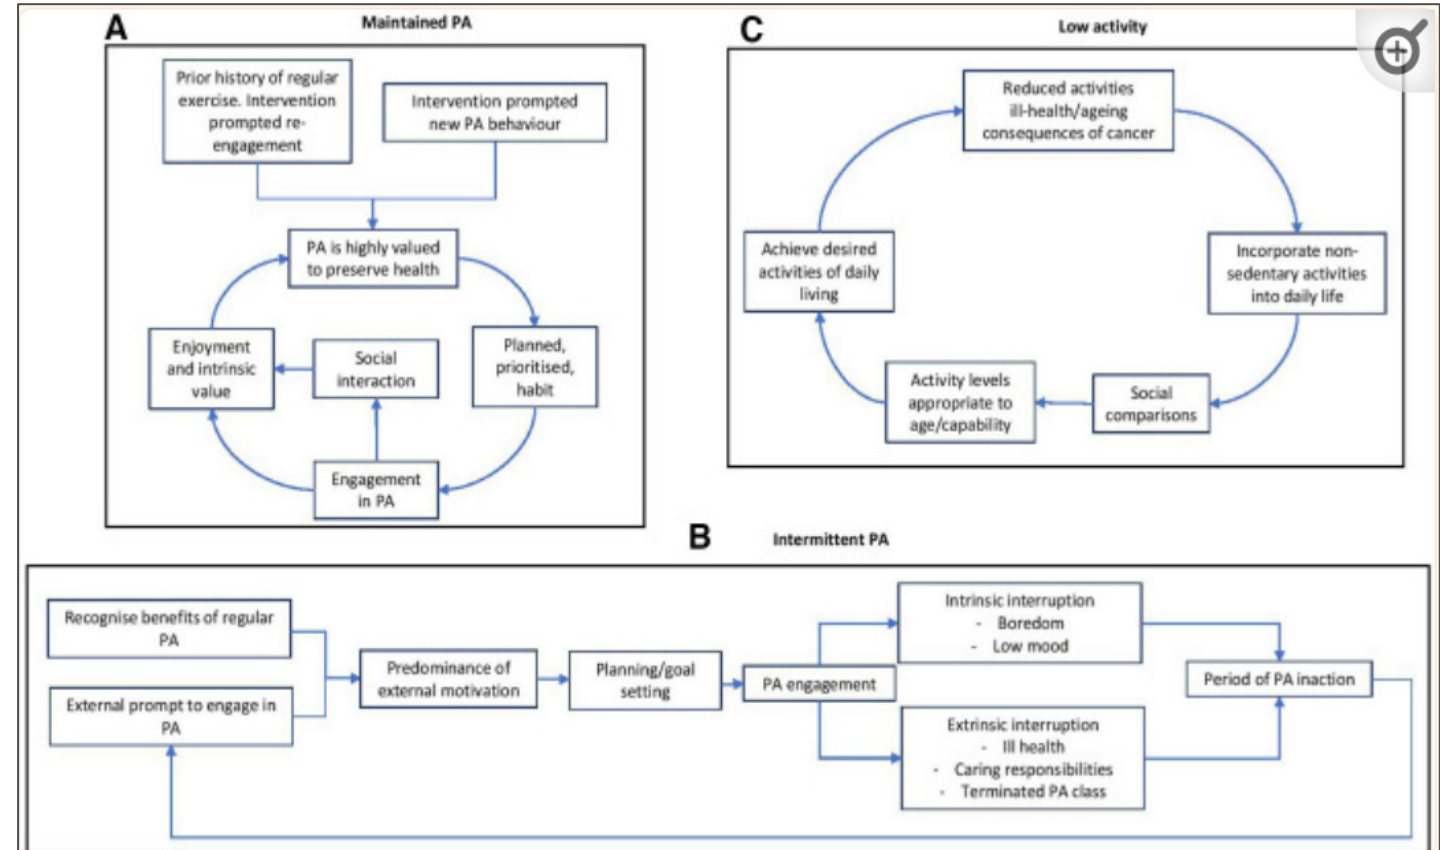 A
Maintained PA
Prior history of regular
exercise. Intervention
prompted re-
engagement
Intervention prompted
new PA behaviour
PA is highly valued
to preserve health
Enjoyment
and intrinsic
value
Social
interaction
Planned,
prioritised,
habit
Engagement
in PA
C
Low activity
Reduced activities
ill-health/ageing
consequences of cancer
Achieve desired
activities of daily
living
Incorporate non-
sedentary activities
into daily life
Activity levels
appropriate to
age/capability
Social
comparisons
B
Intermittent PA
Recognise benefits of regular
PA
External prompt to engage in
PA
Predominance of
external motivation
Planning/goal
setting
PA engagement
Intrinsic interruption
- Boredom
- Low mood
Extrinsic interruption
- Ill health
- Caring responsibilities
- Terminated PA class
Period of PA inaction